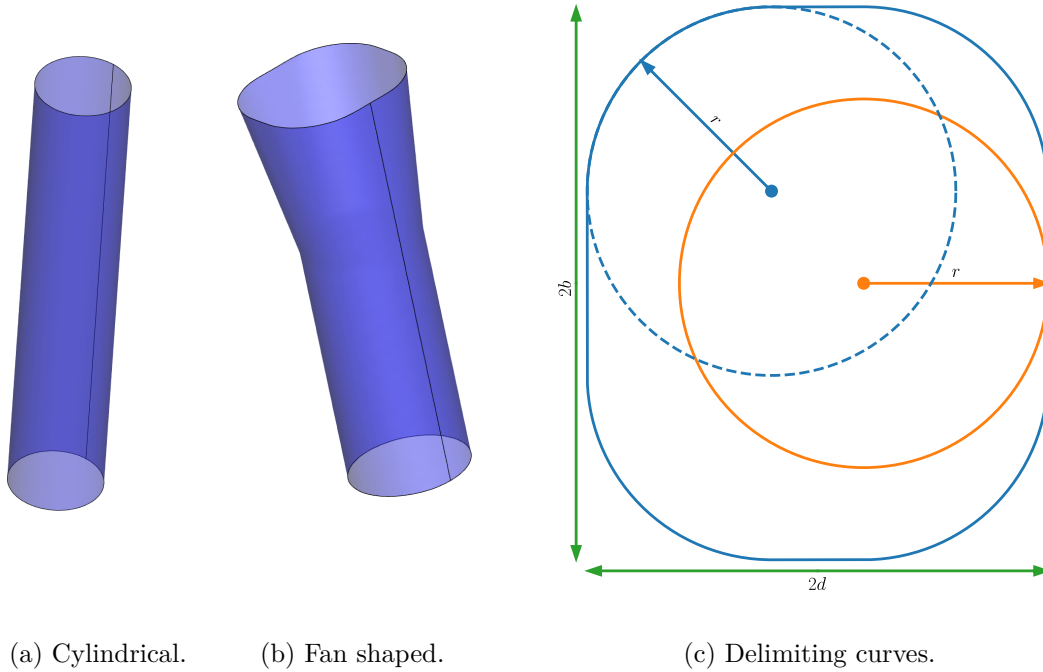 r
r
2b
2d
(a) Cylindrical.
(b) Fan shaped.
(c) Delimiting curves.